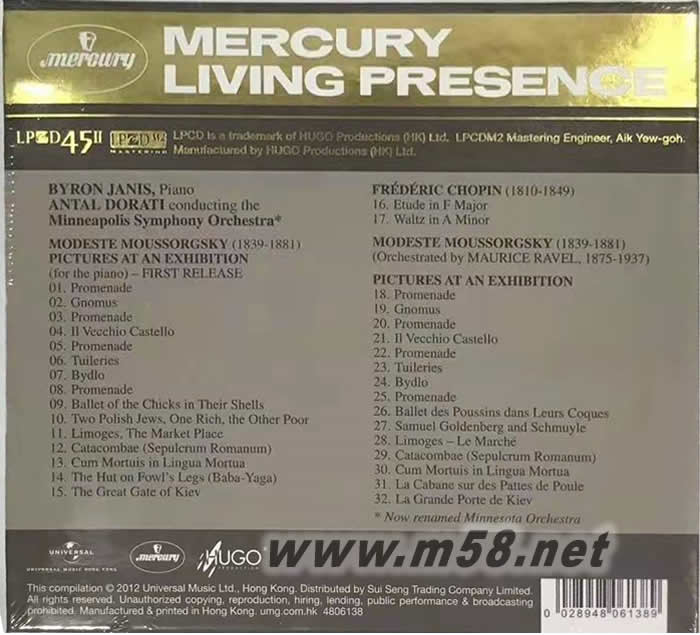 mercury
MERCURY
LIVING PRESENCE
LPCD45II
LPCD is a trademark of HUGO Productions (HK) Ltd. LPCDM2 Mastering Engineer, Aik Yew-goh.
Manufactured by HUGO Productions (HK) Ltd.
BYRON JANIS, Piano
ANTAL DORATI conducting the
Minneapolis Symphony Orchestra*
MODESTE MOUSSORGSKY (1839-1881)
PICTURES AT AN EXHIBITION
(for the piano) – FIRST RELEASE
01. Promenade
02. Gnomus
03. Promenade
04. Il Vecchio Castello
05. Promenade
06. Tuileries
07. Bydlo
08. Promenade
09. Ballet of the Chicks in Their Shells
10. Two Polish Jews, One Rich, the Other Poor
11. Limoges, The Market Place
12. Catacombae (Sepulcrum Romanum)
13. Cum Mortuis in Lingua Mortua
14. The Hut on Fowl's Legs (Baba-Yaga)
15. The Great Gate of Kiev
FRÉDÉRIC CHOPIN (1810-1849)
16. Etude in F Major
17. Waltz in A Minor
MODESTE MOUSSORGSKY (1839-1881)
(Orchestrated by MAURICE RAVEL, 1875-1937)
PICTURES AT AN EXHIBITION
18. Promenade
19. Gnomus
20. Promenade
21. Il Vecchio Castello
22. Promenade
23. Tuileries
24. Bydlo
25. Promenade
26. Ballet des Poussins dans Leurs Coques
27. Samuel Goldenberg and Schmuyle
28. Limoges – Le Marché
29. Catacombae (Sepulcrum Romanum)
30. Cum Mortuis in Lingua Mortua
31. La Cabane sur des Pattes de Poule
32. La Grande Porte de Kiev
* Now renamed Minnesota Orchestra
www.m58.net
UNIVERSAL
UNIVERSAL MUSIC HONG KONG
mercury
HUGO
PRODUCTION
This compilation © 2012 Universal Music Ltd., Hong Kong. Distributed by Sui Seng Trading Company Limited.
All rights reserved. Unauthorized copying, reproduction, hiring, lending, public performance & broadcasting
prohibited. Manufactured & printed in Hong Kong. umg.com.hk 4806138
0 028948 061389